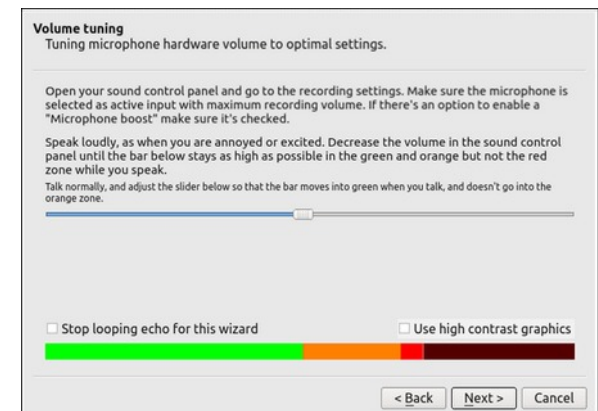 Volume tuning
Tuning microphone hardware volume to optimal settings.
Open your sound control panel and go to the recording settings. Make sure the microphone is
selected as active input with maximum recording volume. If there's an option to enable a
"Microphone boost" make sure it's checked.
Speak loudly, as when you are annoyed or excited. Decrease the volume in the sound control
panel until the bar below stays as high as possible in the green and orange but not the red
zone while you speak.
Talk normally, and adjust the slider below so that the bar moves into green when you talk, and doesn't go into the
orange zone.
Stop looping echo for this wizard Use high contrast graphics
< Back Next > Cancel